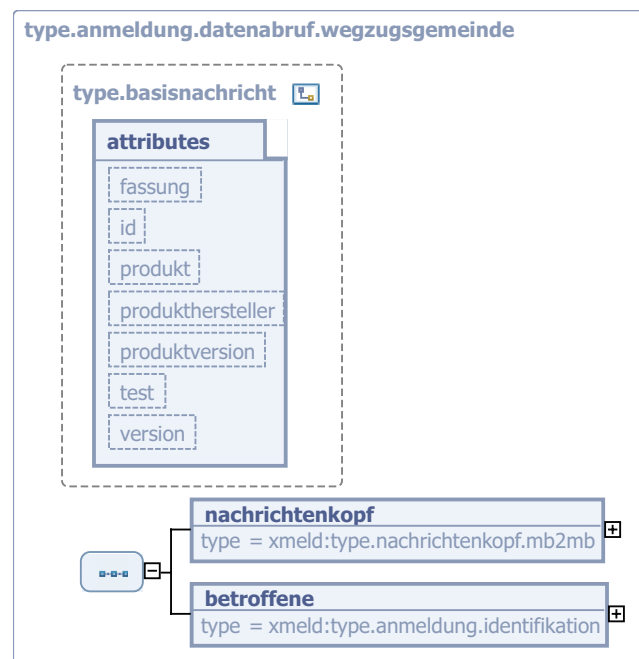 type.anmeldung.datenabruf.wegzugsgemeinde
type.basisnachricht
attributes
fassung
id
produkt
produkthersteller
produktversion
test
version
nachrichtenkopf
type = xmeld:type.nachrichtenkopf.mb2mb
betroffene
type = xmeld:type.anmeldung.identifikation